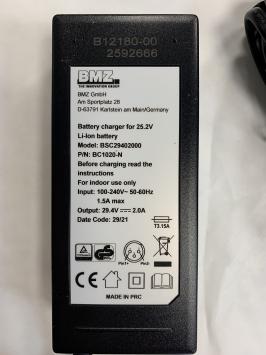 B12180-00
2592666
BMZ
THE INNOVATION GROUP
BMZ GmbH
Am Sportplatz 28
D-63791 Karlstein am Main/Germany
Battery charger for 25.2V
Li-Ion battery
Model: BSC29402000
P/N: BC1020-N
Before charging read the
instructions
For indoor use only
Input: 100-240V~ 50-60Hz
1.5A max
Output: 29.4V⎓ 2.0A
Date Code: 29/21
T3.15A
Pin1+ Pin2-
CE
MADE IN PRC